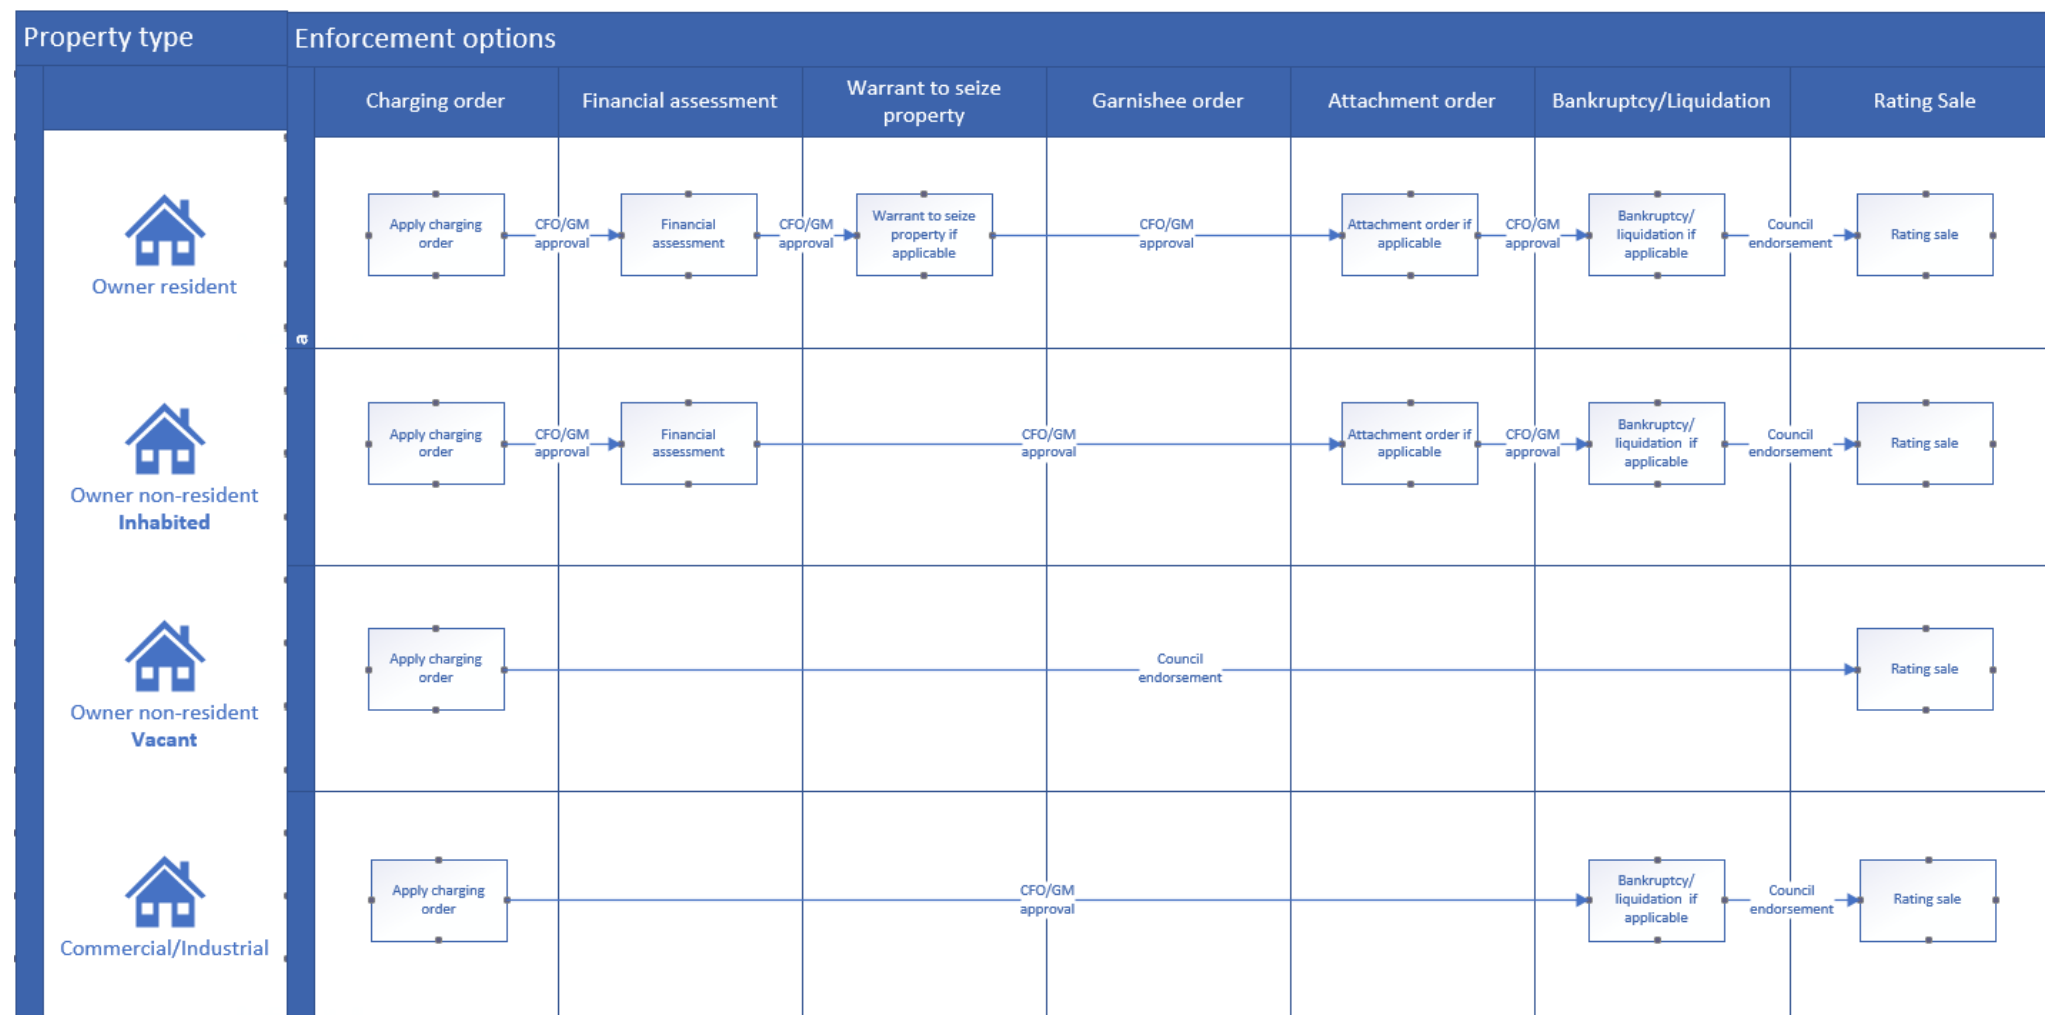 Property type
Enforcement options
Charging order
Financial assessment
Warrant to seize
property
Garnishee order
Attachment order
Bankruptcy/Liquidation
Rating Sale
a
Owner resident
Apply charging
order
CFO/GM
approval
Financial
assessment
CFO/GM
approval
Warrant to seize
property if
applicable
CFO/GM
approval
Attachment order if
applicable
CFO/GM
approval
Bankruptcy/
liquidation if
applicable
Council
endorsement
Rating sale
Owner non-resident
Inhabited
Apply charging
order
CFO/GM
approval
Financial
assessment
CFO/GM
approval
Attachment order if
applicable
CFO/GM
approval
Bankruptcy/
liquidation if
applicable
Council
endorsement
Rating sale
Owner non-resident
Vacant
Apply charging
order
Council
endorsement
Rating sale
Commercial/Industrial
Apply charging
order
CFO/GM
approval
Bankruptcy/
liquidation if
applicable
Council
endorsement
Rating sale